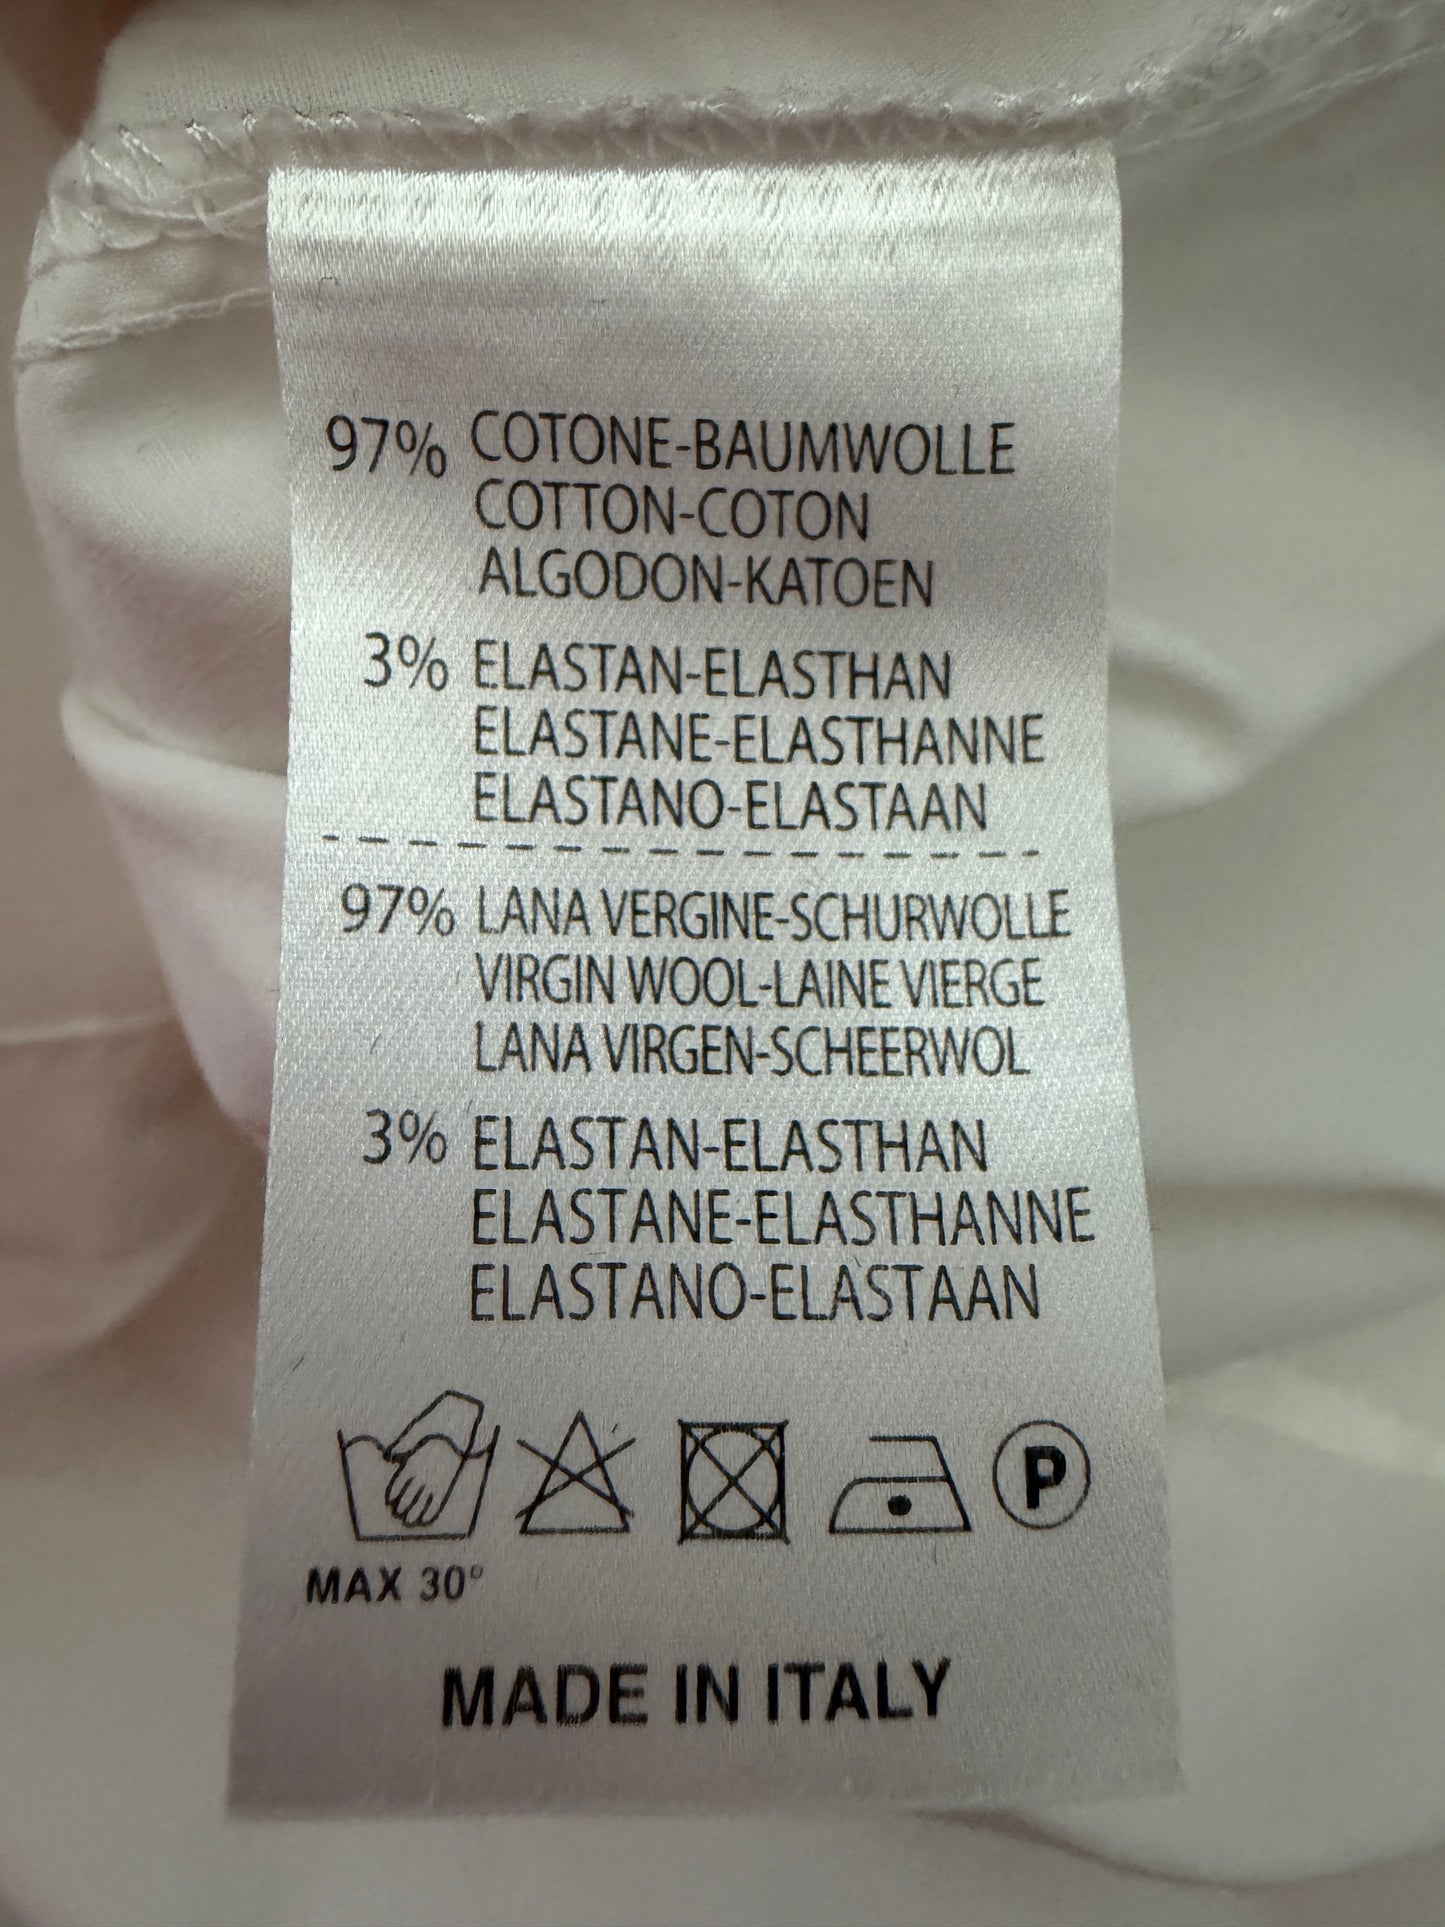 97% COTONE-BAUMWOLLE
COTTON-COTON
ALGODON-KATOEN
3% ELASTAN-ELASTHAN
ELASTANE-ELASTHANNE
ELASTANO-ELASTAAN
97% LANA VERGINE-SCHURWOLLE
VIRGIN WOOL-LAINE VIERGE
LANA VIRGEN-SCHEERWOL
3% ELASTAN-ELASTHAN
ELASTANE-ELASTHANNE
ELASTANO-ELASTAAN
P
MAX 30°
MADE IN ITALY